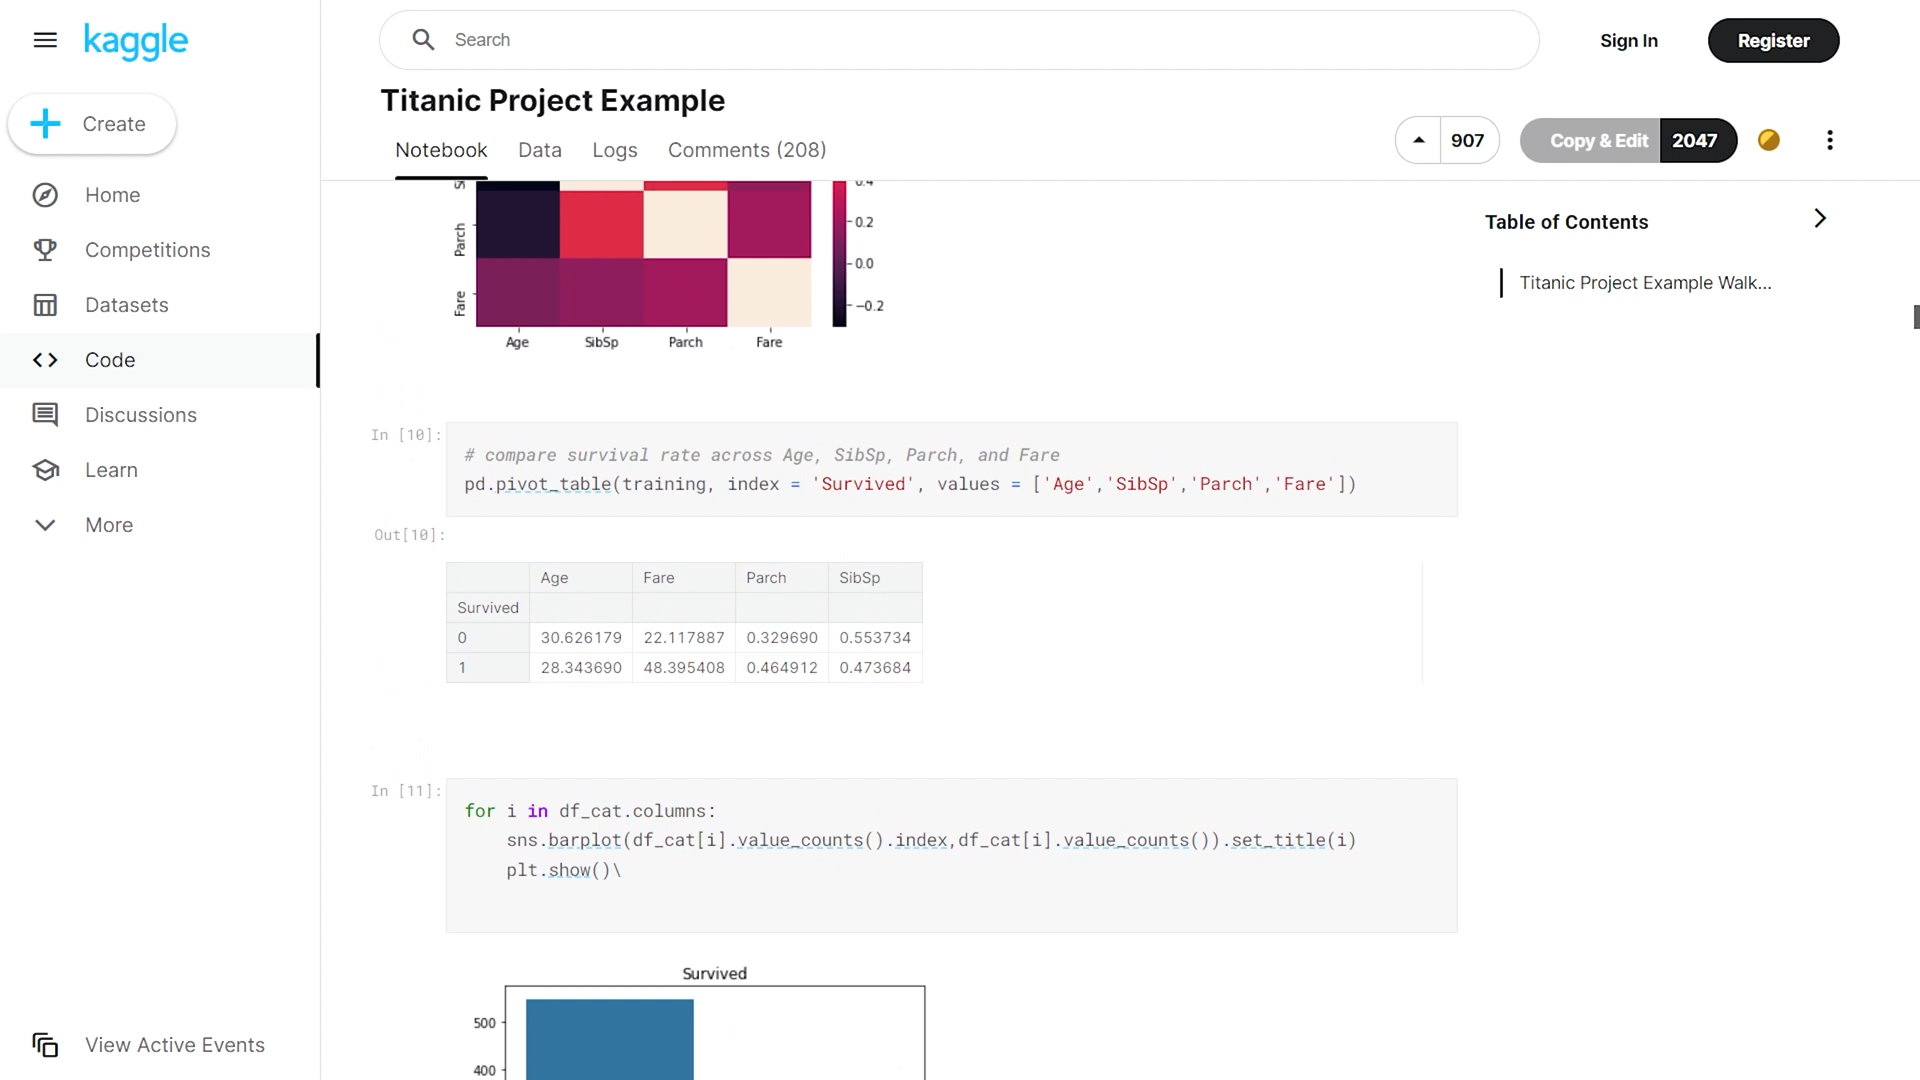 kaggle
Search
Sign In
Register
Create
Home
Competitions
Datasets
Code
Discussions
Learn
More
View Active Events
Titanic Project Example
Notebook
Data
Logs
Comments (208)
907
Copy & Edit
2047
Table of Contents
Titanic Project Example Walk...
Parch
Fare
Age
SibSp
Parch
Fare
0.4
0.2
0.0
−0.2
In [10]:
# compare survival rate across Age, SibSp, Parch, and Fare
pd.pivot_table(training, index = 'Survived', values = ['Age','SibSp','Parch','Fare'])
Out[10]:
Age Fare Parch SibSp
Survived
0 30.626179 22.117887 0.329690 0.553734
1 28.343690 48.395408 0.464912 0.473684
In [11]:
for i in df_cat.columns:
sns.barplot(df_cat[i].value_counts().index,df_cat[i].value_counts()).set_title(i)
plt.show()\
Survived
500
400